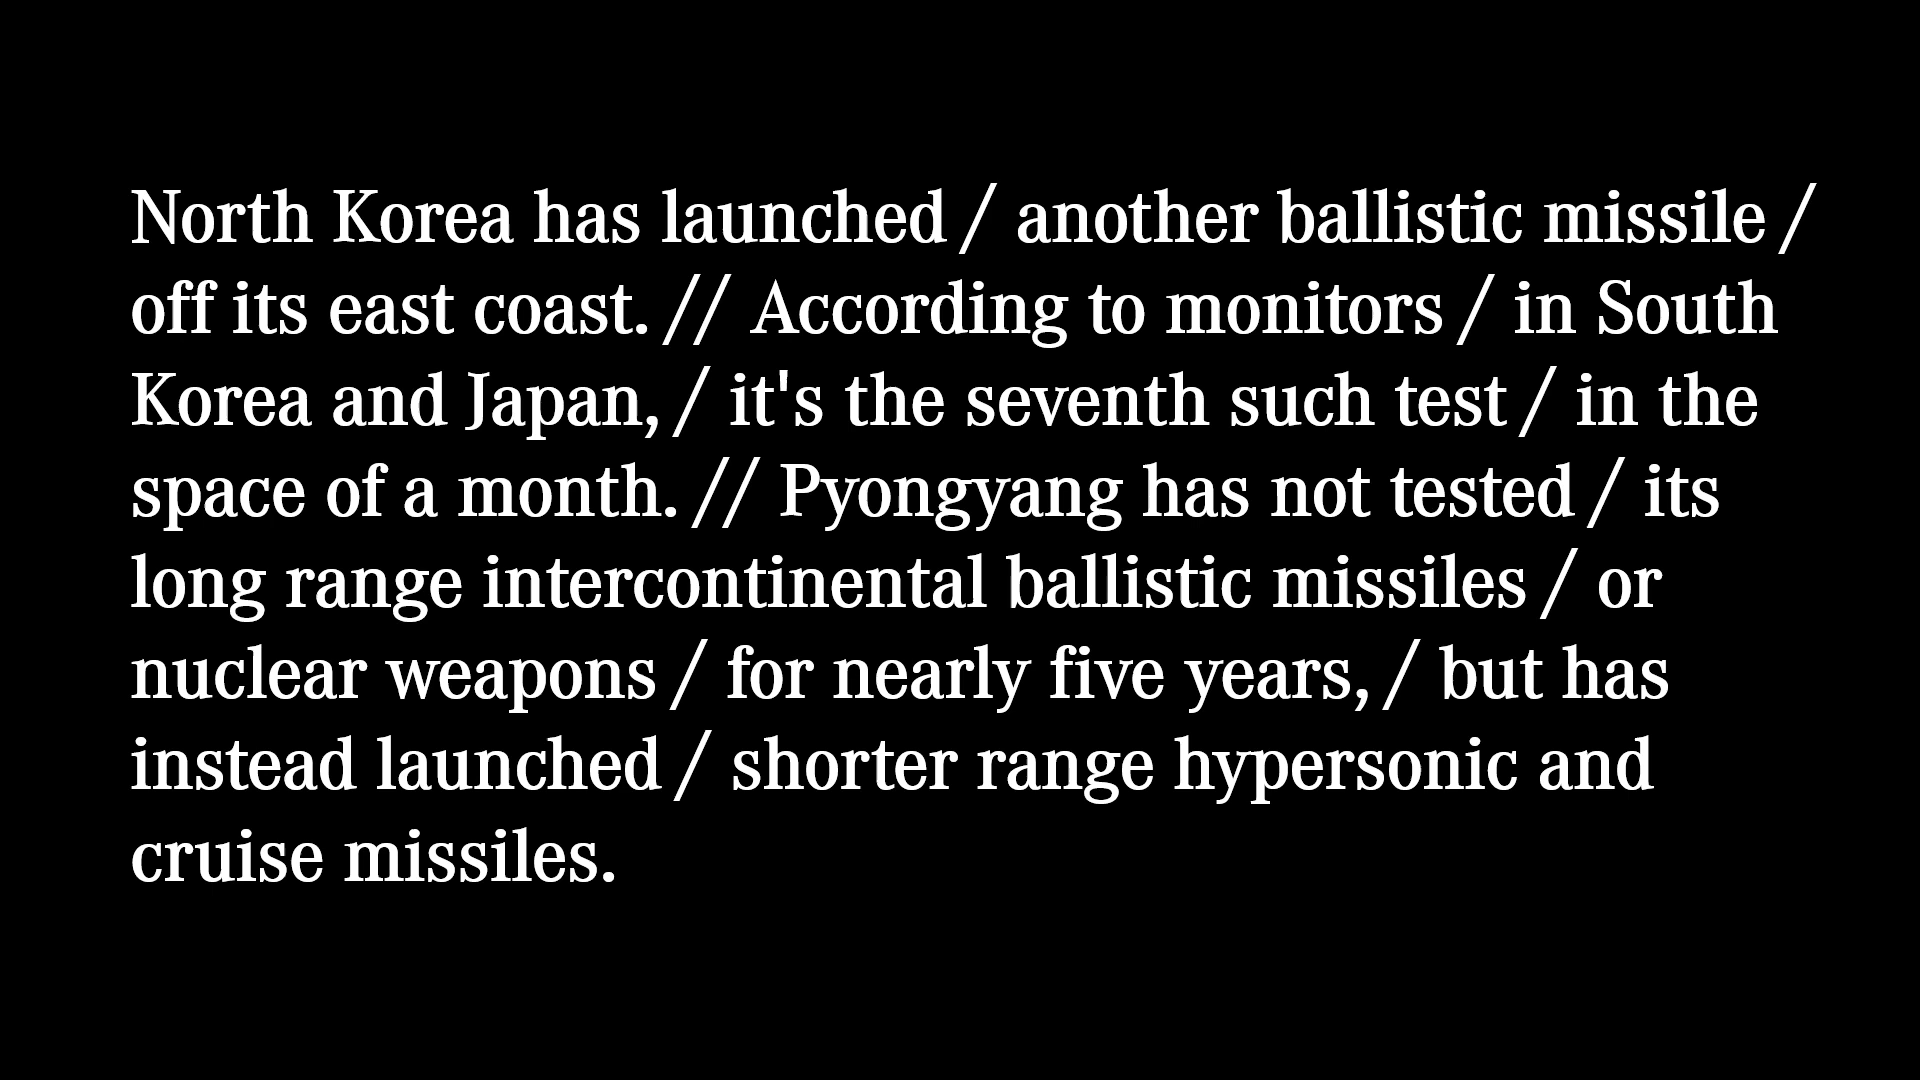 North Korea has launched / another ballistic missile /
off its east coast. // According to monitors / in South
Korea and Japan, / it's the seventh such test / in the
space of a month. // Pyongyang has not tested / its
long range intercontinental ballistic missiles / or
nuclear weapons / for nearly five years, / but has
instead launched / shorter range hypersonic and
cruise missiles.